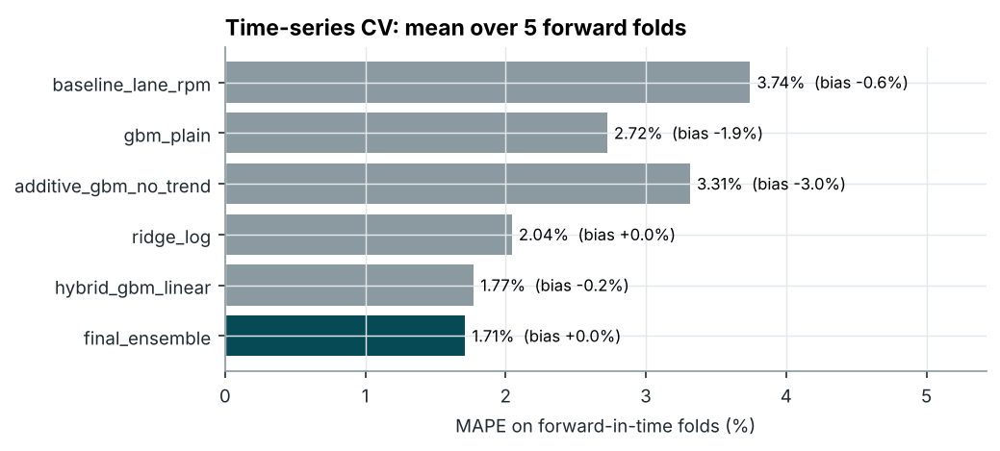 Time-series CV: mean over 5 forward folds
baseline_lane_rpm
3.74%  (bias -0.6%)
gbm_plain
2.72%  (bias -1.9%)
additive_gbm_no_trend
3.31%  (bias -3.0%)
ridge_log
2.04%  (bias +0.0%)
hybrid_gbm_linear
1.77%  (bias -0.2%)
final_ensemble
1.71%  (bias +0.0%)
0 1 2 3 4 5
MAPE on forward-in-time folds (%)